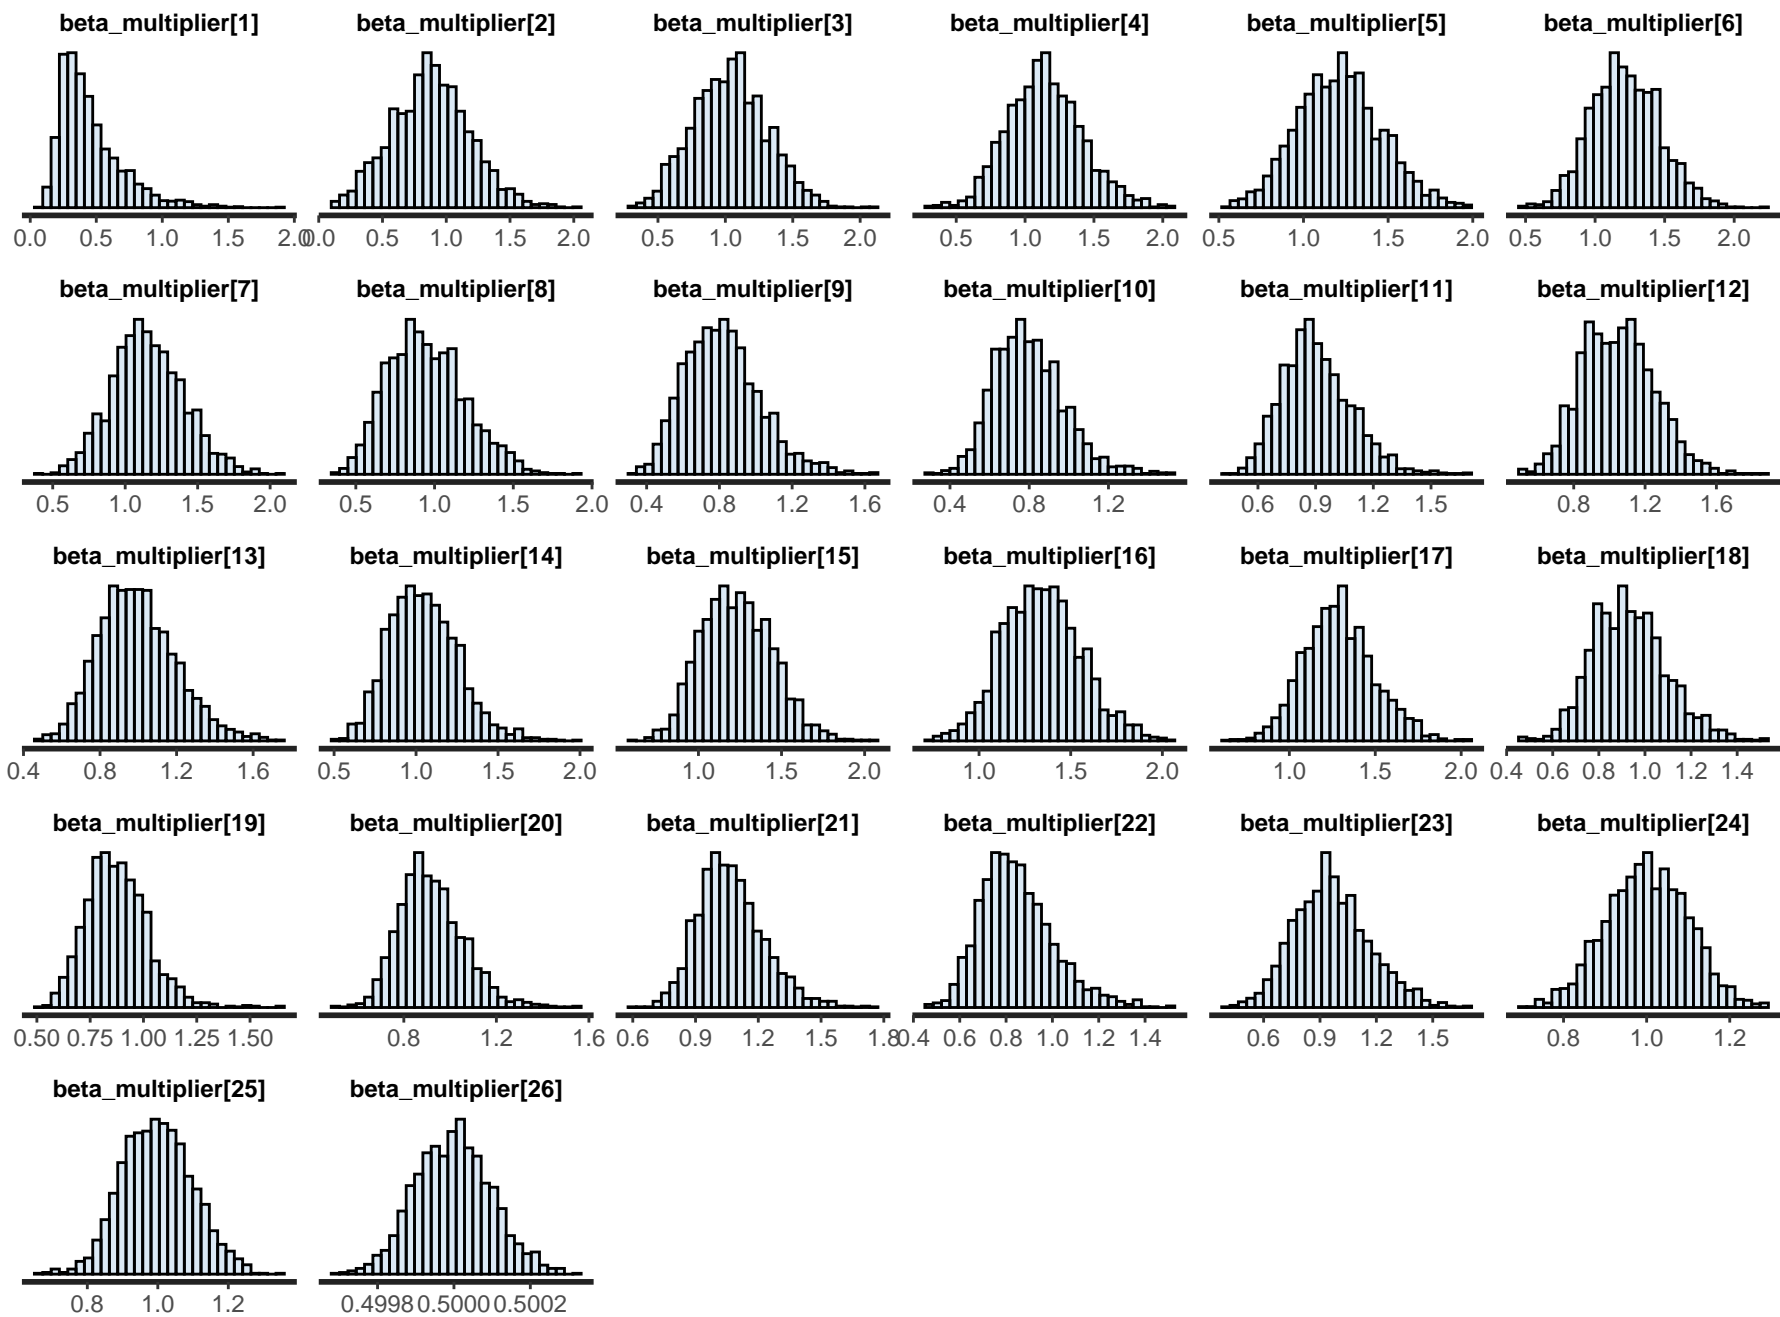 beta_multiplier[1] beta_multiplier[2] beta_multiplier[3] beta_multiplier[4] beta_multiplier[5] beta_multiplier[6]
0.0 0.5 1.0 1.5 2.0 0.0 0.5 1.0 1.5 2.0 0.5 1.0 1.5 2.0 0.5 1.0 1.5 2.0 0.5 1.0 1.5 2.0 0.5 1.0 1.5 2.0
beta_multiplier[7] beta_multiplier[8] beta_multiplier[9] beta_multiplier[10] beta_multiplier[11] beta_multiplier[12]
0.5 1.0 1.5 2.0 0.5 1.0 1.5 2.0 0.4 0.8 1.2 1.6 0.4 0.8 1.2 0.6 0.9 1.2 1.5 0.8 1.2 1.6
beta_multiplier[13] beta_multiplier[14] beta_multiplier[15] beta_multiplier[16] beta_multiplier[17] beta_multiplier[18]
0.4 0.8 1.2 1.6 0.5 1.0 1.5 2.0 1.0 1.5 2.0 1.0 1.5 2.0 1.0 1.5 2.0 0.4 0.6 0.8 1.0 1.2 1.4
beta_multiplier[19] beta_multiplier[20] beta_multiplier[21] beta_multiplier[22] beta_multiplier[23] beta_multiplier[24]
0.50 0.75 1.00 1.25 1.50 0.8 1.2 1.6 0.6 0.9 1.2 1.5 1.8 0.4 0.6 0.8 1.0 1.2 1.4 0.6 0.9 1.2 1.5 0.8 1.0 1.2
beta_multiplier[25] beta_multiplier[26]
0.8 1.0 1.2 0.4998 0.5000 0.5002